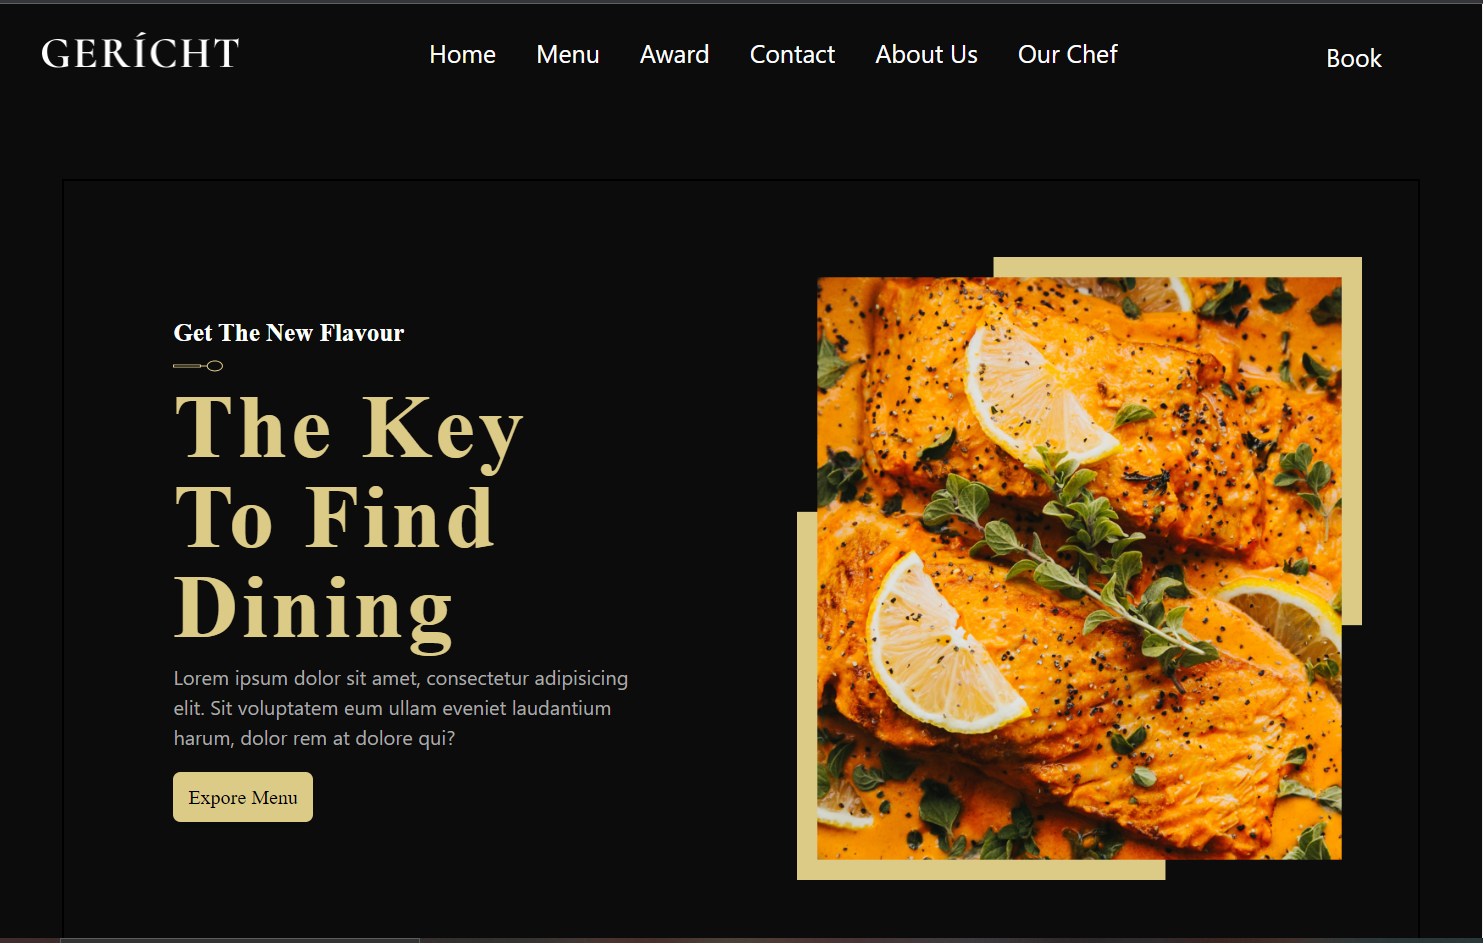 GERÍCHT
Home Menu Award Contact About Us Our Chef
Book
Get The New Flavour
The Key
To Find
Dining
Lorem ipsum dolor sit amet, consectetur adipisicing
elit. Sit voluptatem eum ullam eveniet laudantium
harum, dolor rem at dolore qui?
Expore Menu